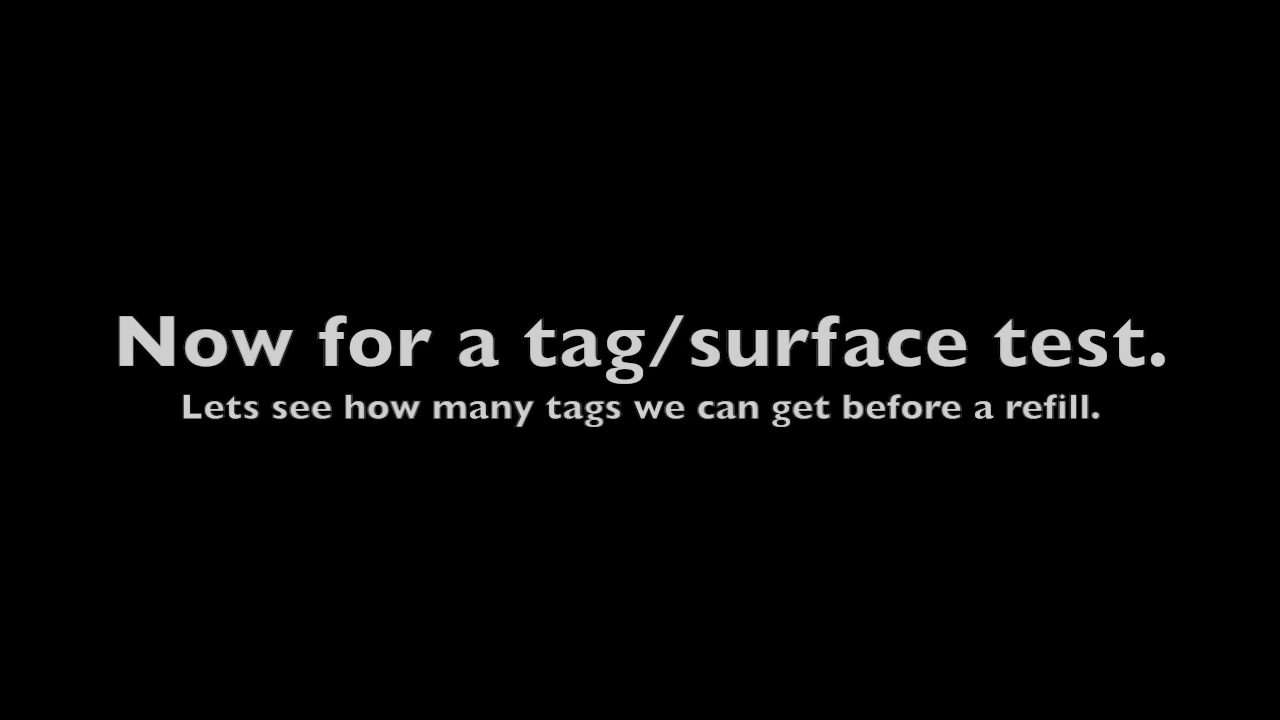 Now for a tag/surface test.
Lets see how many tags we can get before a refill.